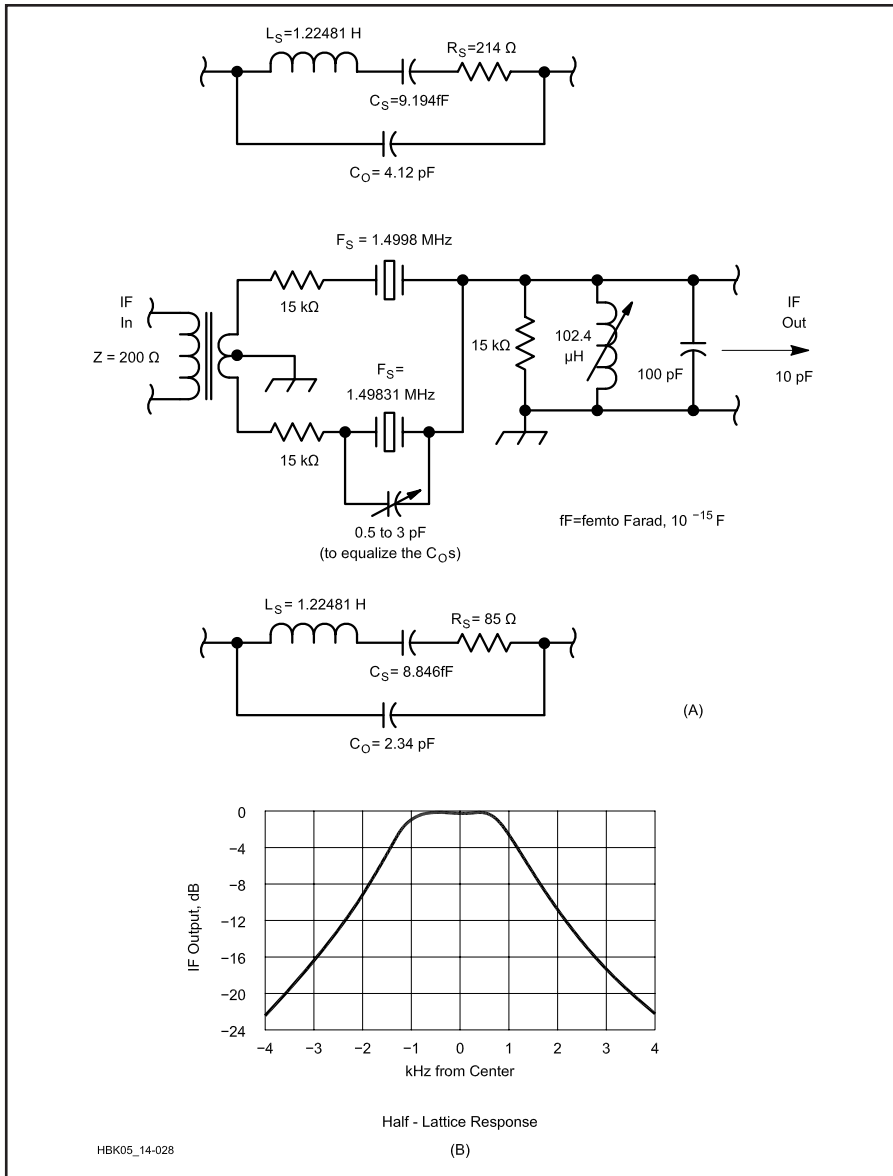 L_S=1.22481 H
R_S=214 Ω
C_S=9.194fF
C_O= 4.12 pF
F_S = 1.4998 MHz
IF
In
Z = 200 Ω
15 kΩ
F_S=
1.49831 MHz
15 kΩ
0.5 to 3 pF
(to equalize the C_Os)
15 kΩ
102.4
μH
100 pF
IF
Out
10 pF
fF=femto Farad, 10 ⁻¹⁵ F
L_S= 1.22481 H
R_S= 85 Ω
C_S= 8.846fF
C_O= 2.34 pF
(A)
0
−4
−8
−12
−16
−20
−24
IF Output, dB
−4 −3 −2 −1 0 1 2 3 4
kHz from Center
Half - Lattice Response
HBK05_14-028
(B)